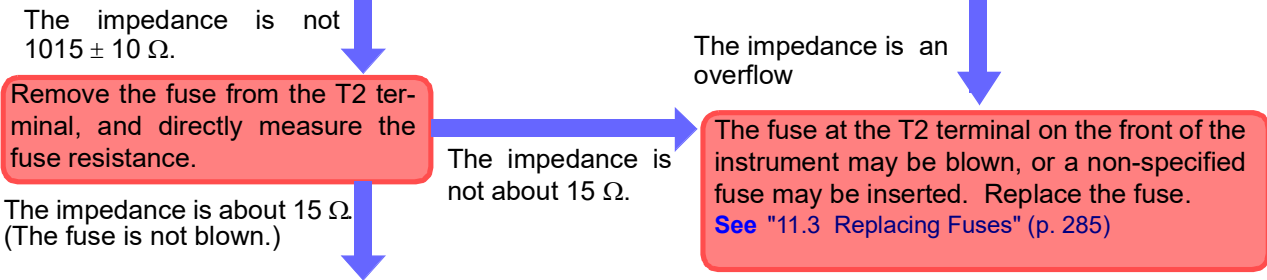 The impedance is not
1015 ± 10 Ω.
Remove the fuse from the T2 ter-
minal, and directly measure the
fuse resistance.
The impedance is about 15 Ω.
(The fuse is not blown.)
The impedance is
not about 15 Ω.
The impedance is an
overflow
The fuse at the T2 terminal on the front of the
instrument may be blown, or a non-specified
fuse may be inserted. Replace the fuse.
See "11.3 Replacing Fuses" (p. 285)